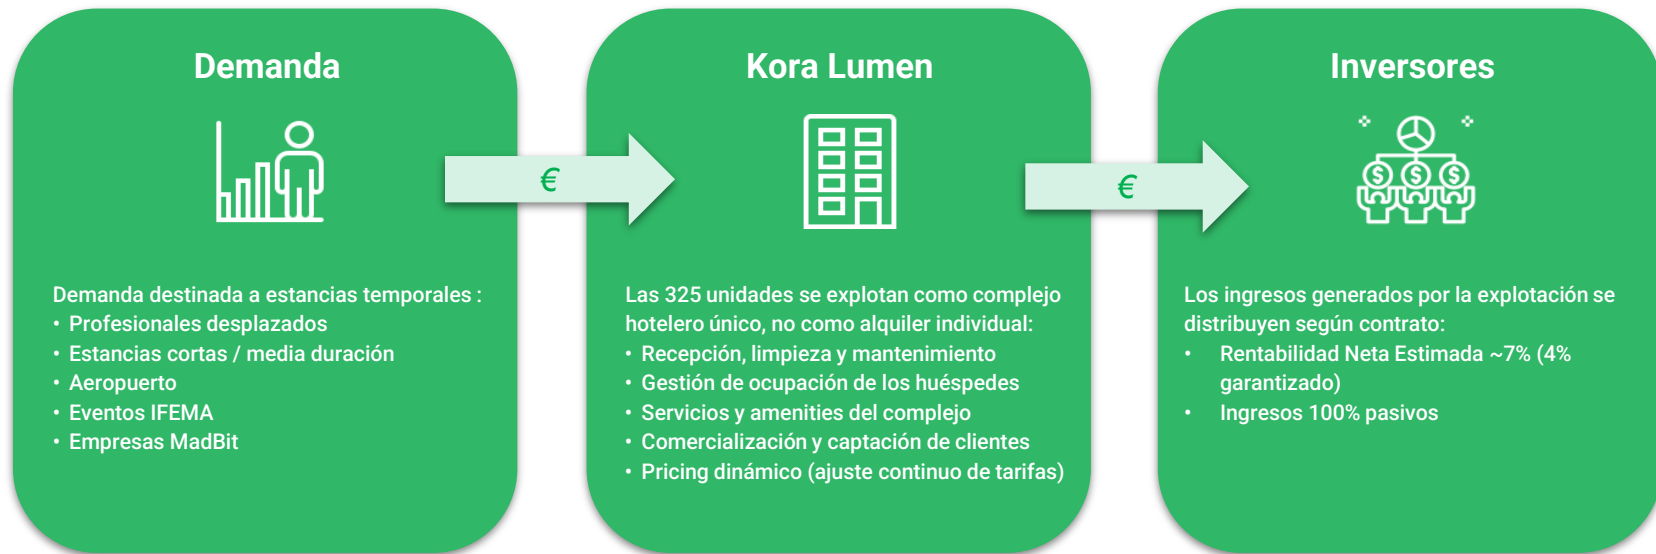 Demanda
€
Demanda destinada a estancias temporales :
• Profesionales desplazados
• Estancias cortas / media duración
• Aeropuerto
• Eventos IFEMA
• Empresas MadBit
Kora Lumen
€
Las 325 unidades se explotan como complejo
hotelero único, no como alquiler individual:
• Recepción, limpieza y mantenimiento
• Gestión de ocupación de los huéspedes
• Servicios y amenities del complejo
• Comercialización y captación de clientes
• Pricing dinámico (ajuste continuo de tarifas)
Inversores
$ $ $
Los ingresos generados por la explotación se
distribuyen según contrato:
• Rentabilidad Neta Estimada ~7% (4%
garantizado)
• Ingresos 100% pasivos